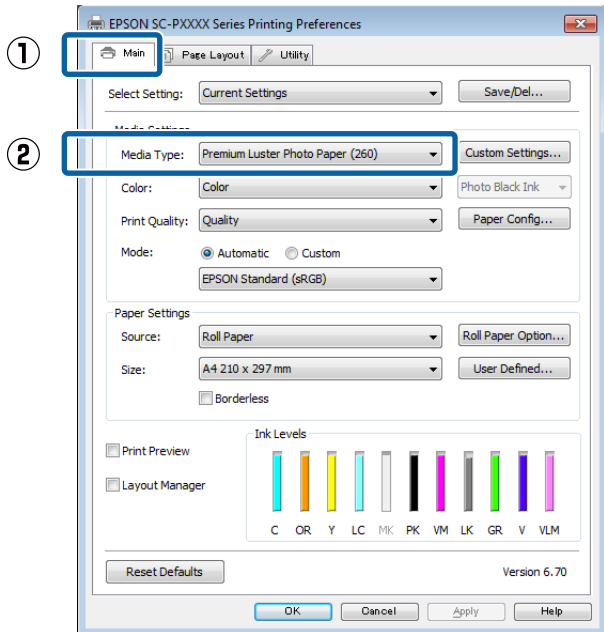 EPSON SC-PXXXX Series Printing Preferences
① Main Page Layout Utility
Select Setting: Current Settings Save/Del...
Media Settings
② Media Type: Premium Luster Photo Paper (260) Custom Settings...
Color: Color Photo Black Ink
Print Quality: Quality Paper Config...
Mode: Automatic Custom
EPSON Standard (sRGB)
Paper Settings
Source: Roll Paper Roll Paper Option...
Size: A4 210 x 297 mm User Defined...
Borderless
Ink Levels
Print Preview
Layout Manager
C OR Y LC MK PK VM LK GR V VLM
Reset Defaults Version 6.70
OK Cancel Apply Help